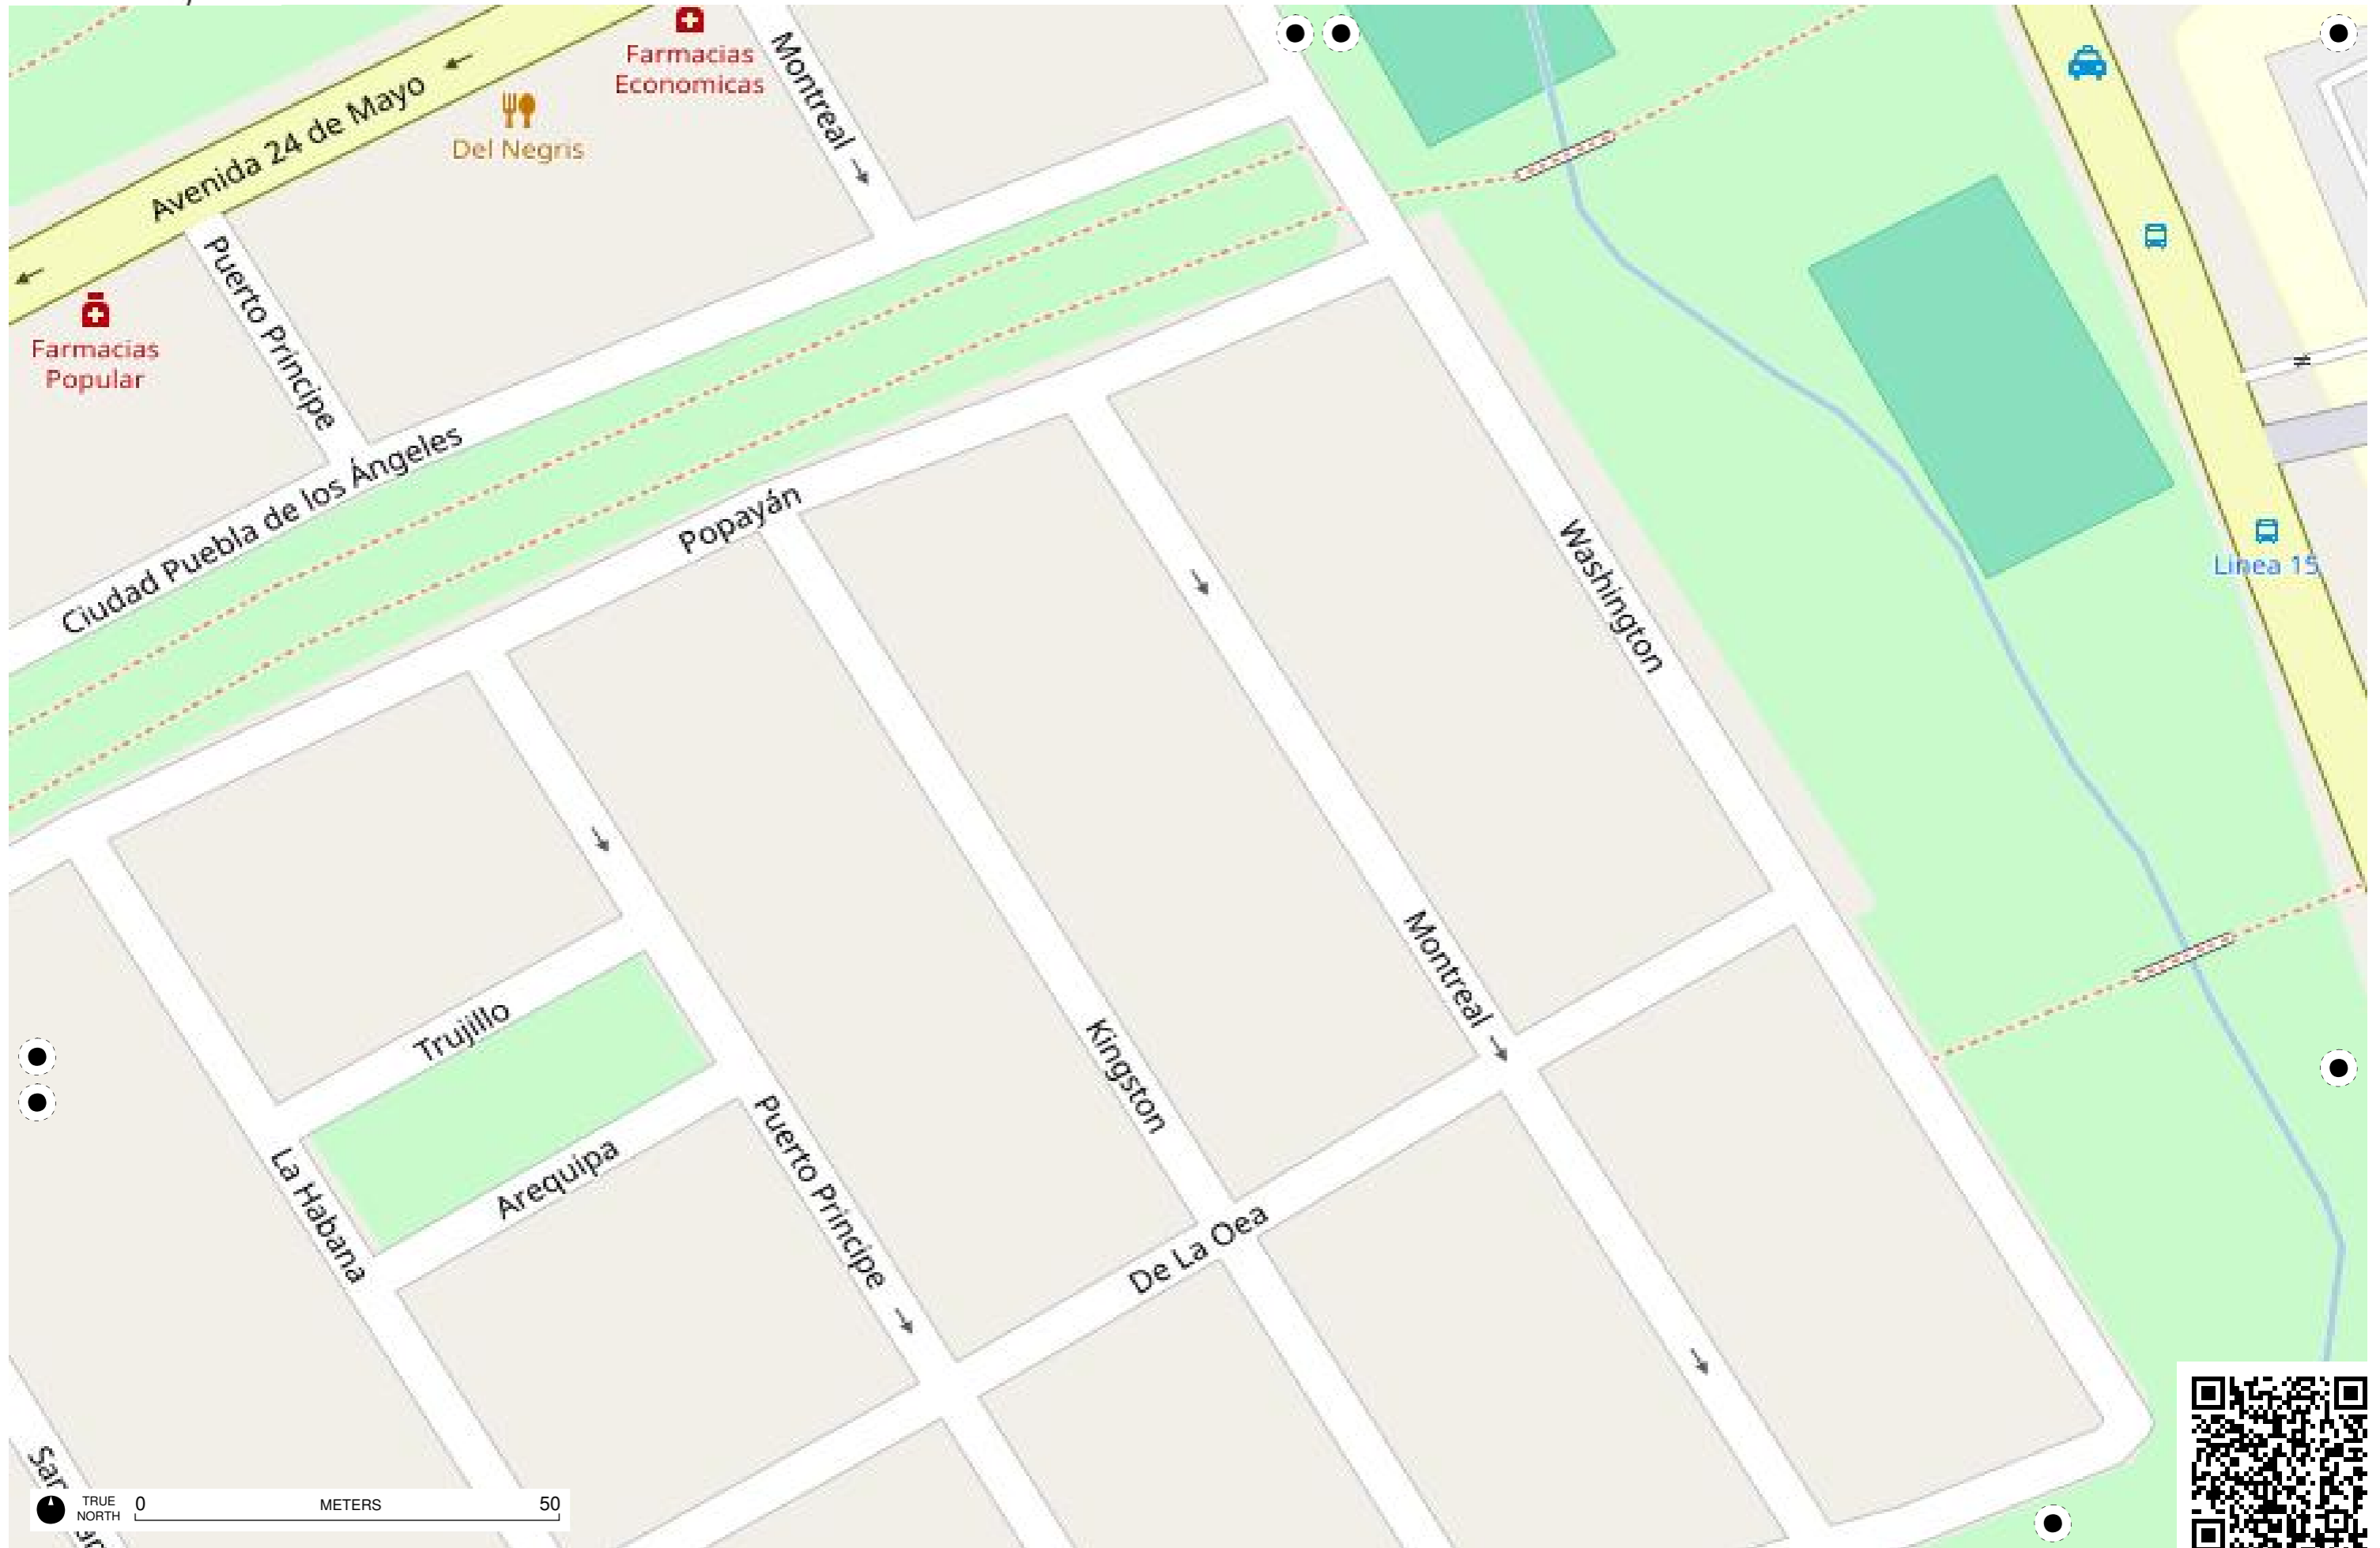 Farmacias
Economicas
Montreal
Avenida 24 de Mayo
Del Negris
Puerto Principe
Farmacias
Popular
Ciudad Puebla de los Ángeles
Popayán
Washington
Linea 15
Montreal
Trujillo
Kingston
Arequipa
Puerto Principe
La Habana
De La Oea
TRUE
NORTH
0
METERS
50